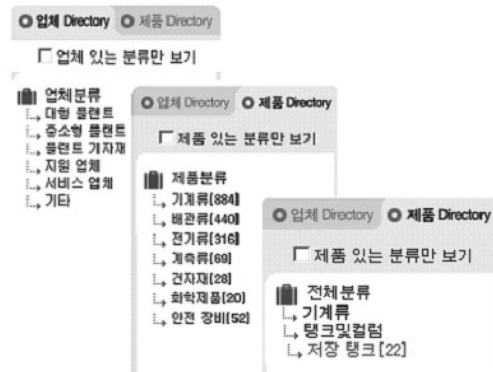 업체 Directory 제품 Directory
업체 있는 분류만 보기
업체분류
대형 플랜트
중소형 플랜트
플랜트 기자재
지원 업체
서비스 업체
기타
업체 Directory 제품 Directory
제품 있는 분류만 보기
제품분류
기계류[884]
배관류[440]
전기류[316]
계측류[69]
건자재[28]
화학제품[20]
안전 장비[52]
업체 Directory 제품 Directory
제품 있는 분류만 보기
전체분류
기계류
탱크및컬럼
저장 탱크[22]